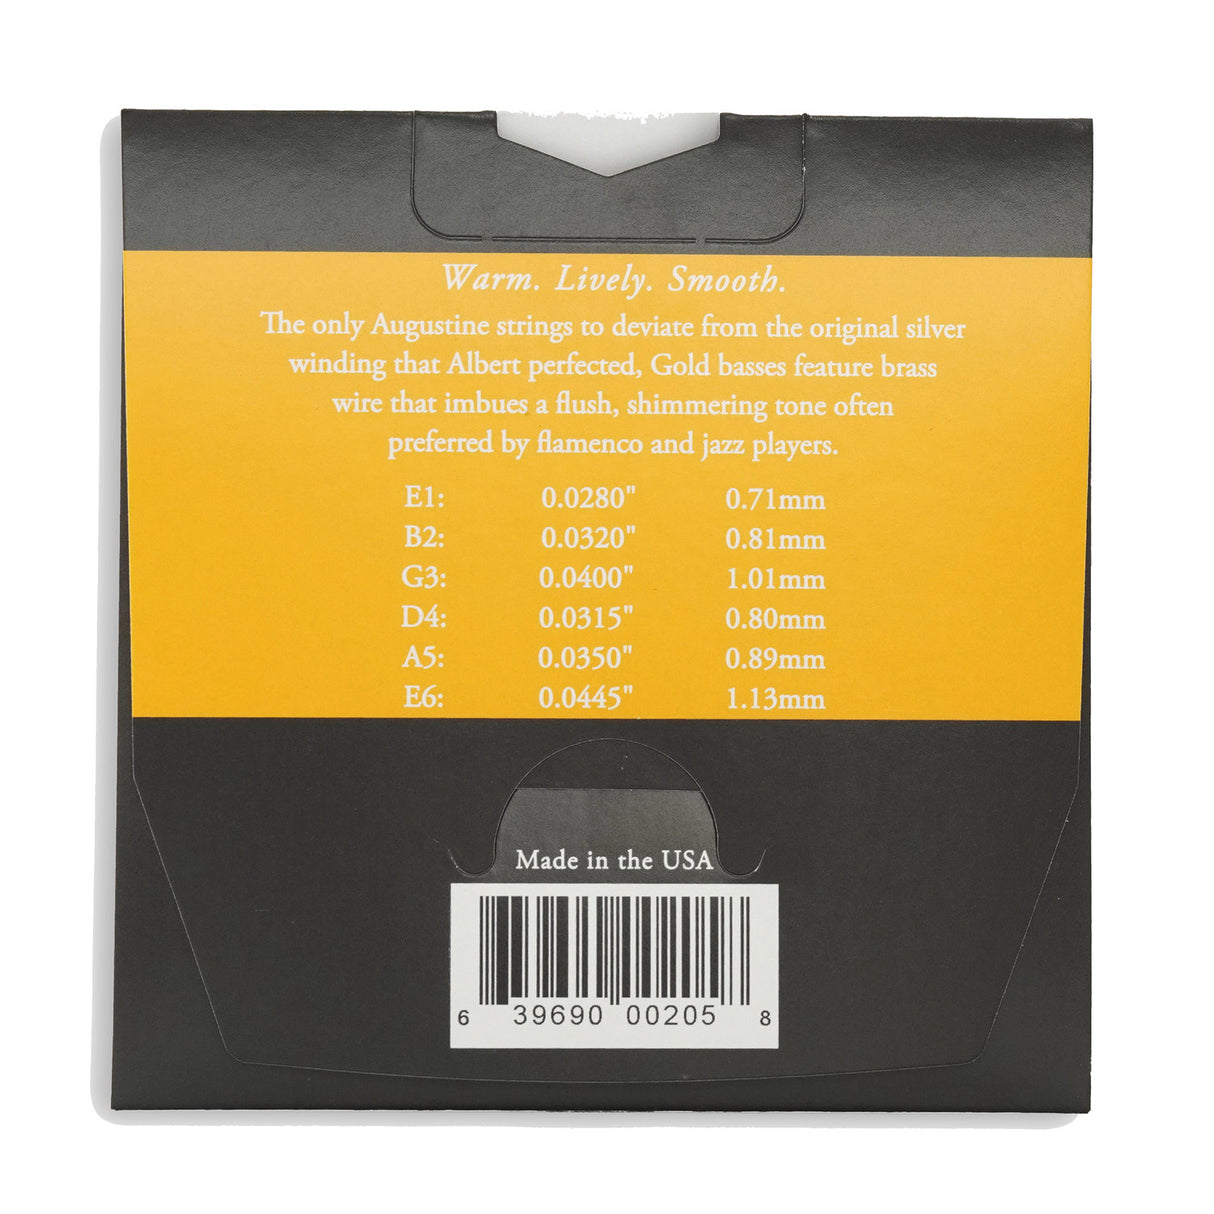 Warm. Lively. Smooth.
The only Augustine strings to deviate from the original silver
winding that Albert perfected, Gold basses feature brass
wire that imbues a flush, shimmering tone often
preferred by flamenco and jazz players.
E1: 0.0280" 0.71mm
B2: 0.0320" 0.81mm
G3: 0.0400" 1.01mm
D4: 0.0315" 0.80mm
A5: 0.0350" 0.89mm
E6: 0.0445" 1.13mm
Made in the USA
6 39690 00205 8